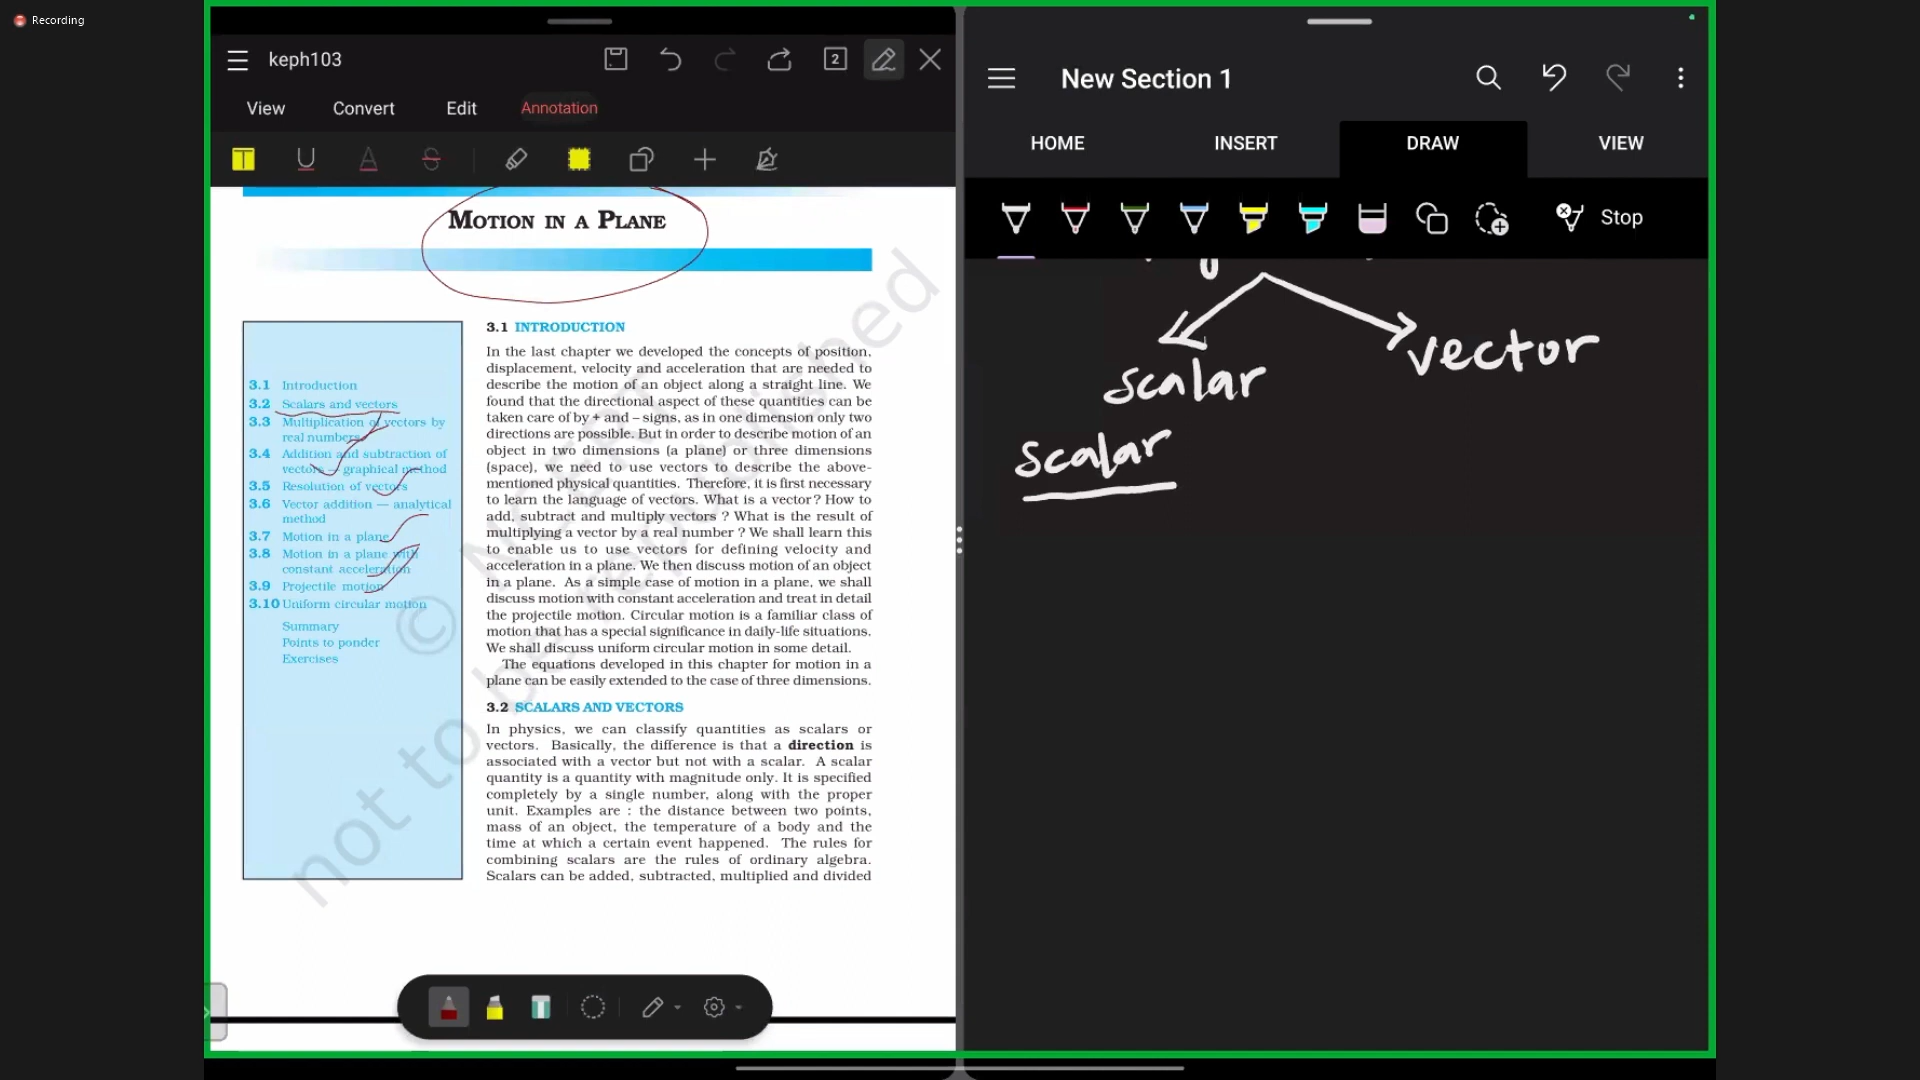 Recording
keph103
2
View Convert Edit Annotation
T U A S
MOTION IN A PLANE
3.1 Introduction
3.2 Scalars and vectors
3.3 Multiplication of vectors by
real numbers
3.4 Addition and subtraction of
vectors — graphical method
3.5 Resolution of vectors
3.6 Vector addition — analytical
method
3.7 Motion in a plane
3.8 Motion in a plane with
constant acceleration
3.9 Projectile motion
3.10 Uniform circular motion
Summary
Points to ponder
Exercises
3.1 INTRODUCTION
In the last chapter we developed the concepts of position,
displacement, velocity and acceleration that are needed to
describe the motion of an object along a straight line. We
found that the directional aspect of these quantities can be
taken care of by + and – signs, as in one dimension only two
directions are possible. But in order to describe motion of an
object in two dimensions (a plane) or three dimensions
(space), we need to use vectors to describe the above-
mentioned physical quantities. Therefore, it is first necessary
to learn the language of vectors. What is a vector? How to
add, subtract and multiply vectors ? What is the result of
multiplying a vector by a real number ? We shall learn this
to enable us to use vectors for defining velocity and
acceleration in a plane. We then discuss motion of an object
in a plane. As a simple case of motion in a plane, we shall
discuss motion with constant acceleration and treat in detail
the projectile motion. Circular motion is a familiar class of
motion that has a special significance in daily-life situations.
We shall discuss uniform circular motion in some detail.
The equations developed in this chapter for motion in a
plane can be easily extended to the case of three dimensions.
3.2 SCALARS AND VECTORS
In physics, we can classify quantities as scalars or
vectors. Basically, the difference is that a direction is
associated with a vector but not with a scalar. A scalar
quantity is a quantity with magnitude only. It is specified
completely by a single number, along with the proper
unit. Examples are : the distance between two points,
mass of an object, the temperature of a body and the
time at which a certain event happened. The rules for
combining scalars are the rules of ordinary algebra.
Scalars can be added, subtracted, multiplied and divided
© NCERT
not to be republished
New Section 1
HOME INSERT DRAW VIEW
Stop
scalar
vector
scalar